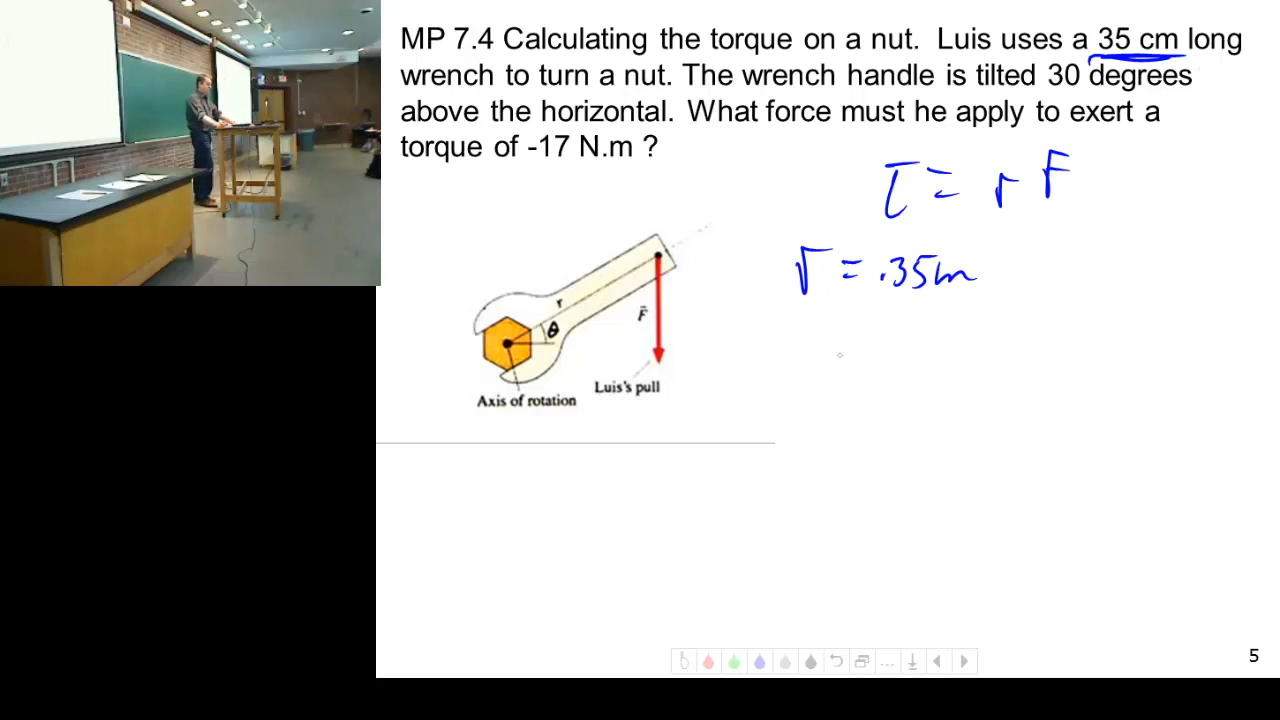 MP 7.4 Calculating the torque on a nut. Luis uses a 35 cm long
wrench to turn a nut. The wrench handle is tilted 30 degrees
above the horizontal. What force must he apply to exert a
torque of -17 N.m ?
τ = r F
r = .35m
r
θ
F⃗
Luis's pull
Axis of rotation
5